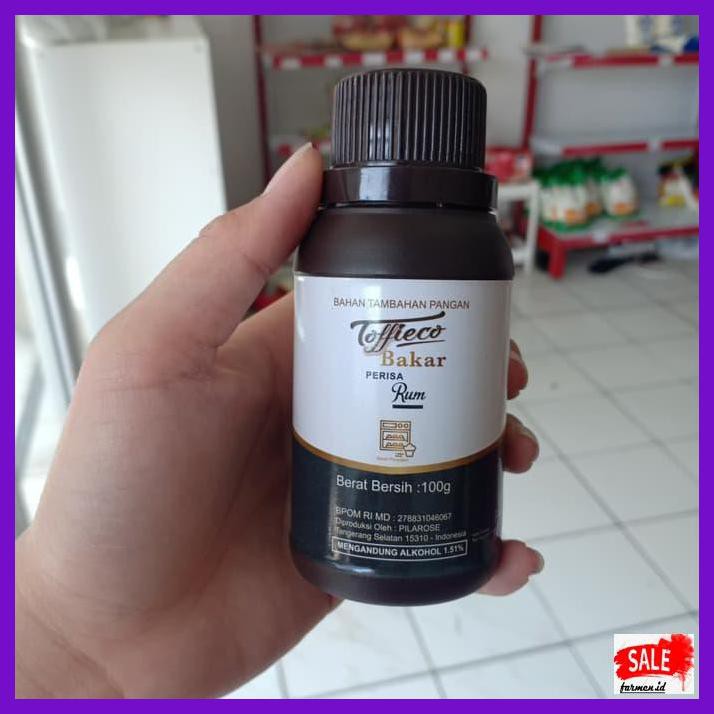 BAHAN TAMBAHAN PANGAN
Toffieco
Bakar
PERISA
Rum
Berat Bersih :100g
BPOM RI MD : 278831046067
Diproduksi Oleh : PILAROSE
Tangerang Selatan 15310 - Indonesia
MENGANDUNG ALKOHOL 1.51%
SALE
farmen.id